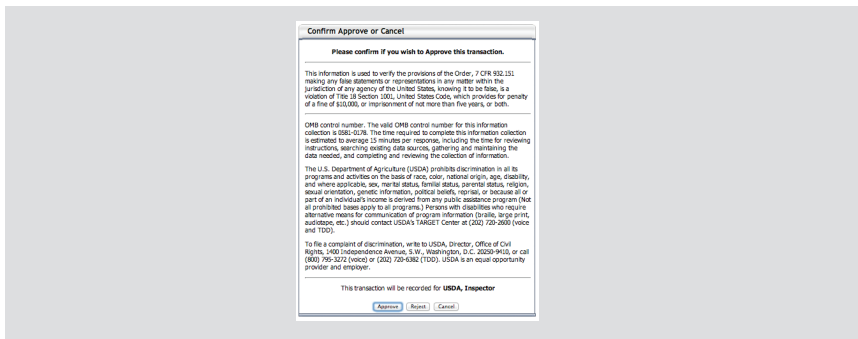 Confirm Approve or Cancel
Please confirm if you wish to Approve this transaction.
This information is used to verify the provisions of the Order, 7 CFR 932.151
making any false statements or representations in any matter within the
jurisdiction of any agency of the United States, knowing it to be false, is a
violation of Title 18 Section 1001, United States Code, which provides for penalty
of a fine of $10,000, or imprisonment of not more than five years, or both.
OMB control number. The valid OMB control number for this information
collection is 0581-0178. The time required to complete this information collection
is estimated to average 15 minutes per response, including the time for reviewing
instructions, searching existing data sources, gathering and maintaining the
data needed, and completing and reviewing the collection of information.
The U.S. Department of Agriculture (USDA) prohibits discrimination in all its
programs and activities on the basis of race, color, national origin, age, disability,
and where applicable, sex, marital status, familial status, parental status, religion,
sexual orientation, genetic information, political beliefs, reprisal, or because all or
part of an individual's income is derived from any public assistance program (Not
all prohibited bases apply to all programs.) Persons with disabilities who require
alternative means for communication of program information (braille, large print,
audiotape, etc.) should contact USDA's TARGET Center at (202) 720-2600 (voice
and TDD).
To file a complaint of discrimination, write to USDA, Director, Office of Civil
Rights, 1400 Independence Avenue, S.W., Washington, D.C. 20250-9410, or call
(800) 795-3272 (voice) or (202) 720-6382 (TDD). USDA is an equal opportunity
provider and employer.
This transaction will be recorded for USDA, Inspector
Approve Reject Cancel